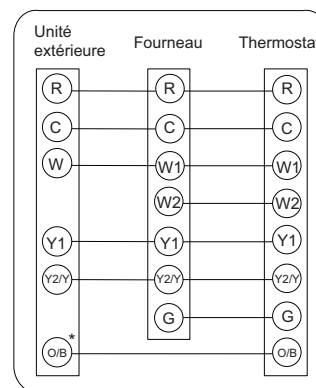 Unité extérieure
Fourneau
Thermostat
R R R
C C C
W W1 W1
W2 W2
Y1 Y1 Y1
Y2/Y Y2/Y Y2/Y
G G
O/B * O/B